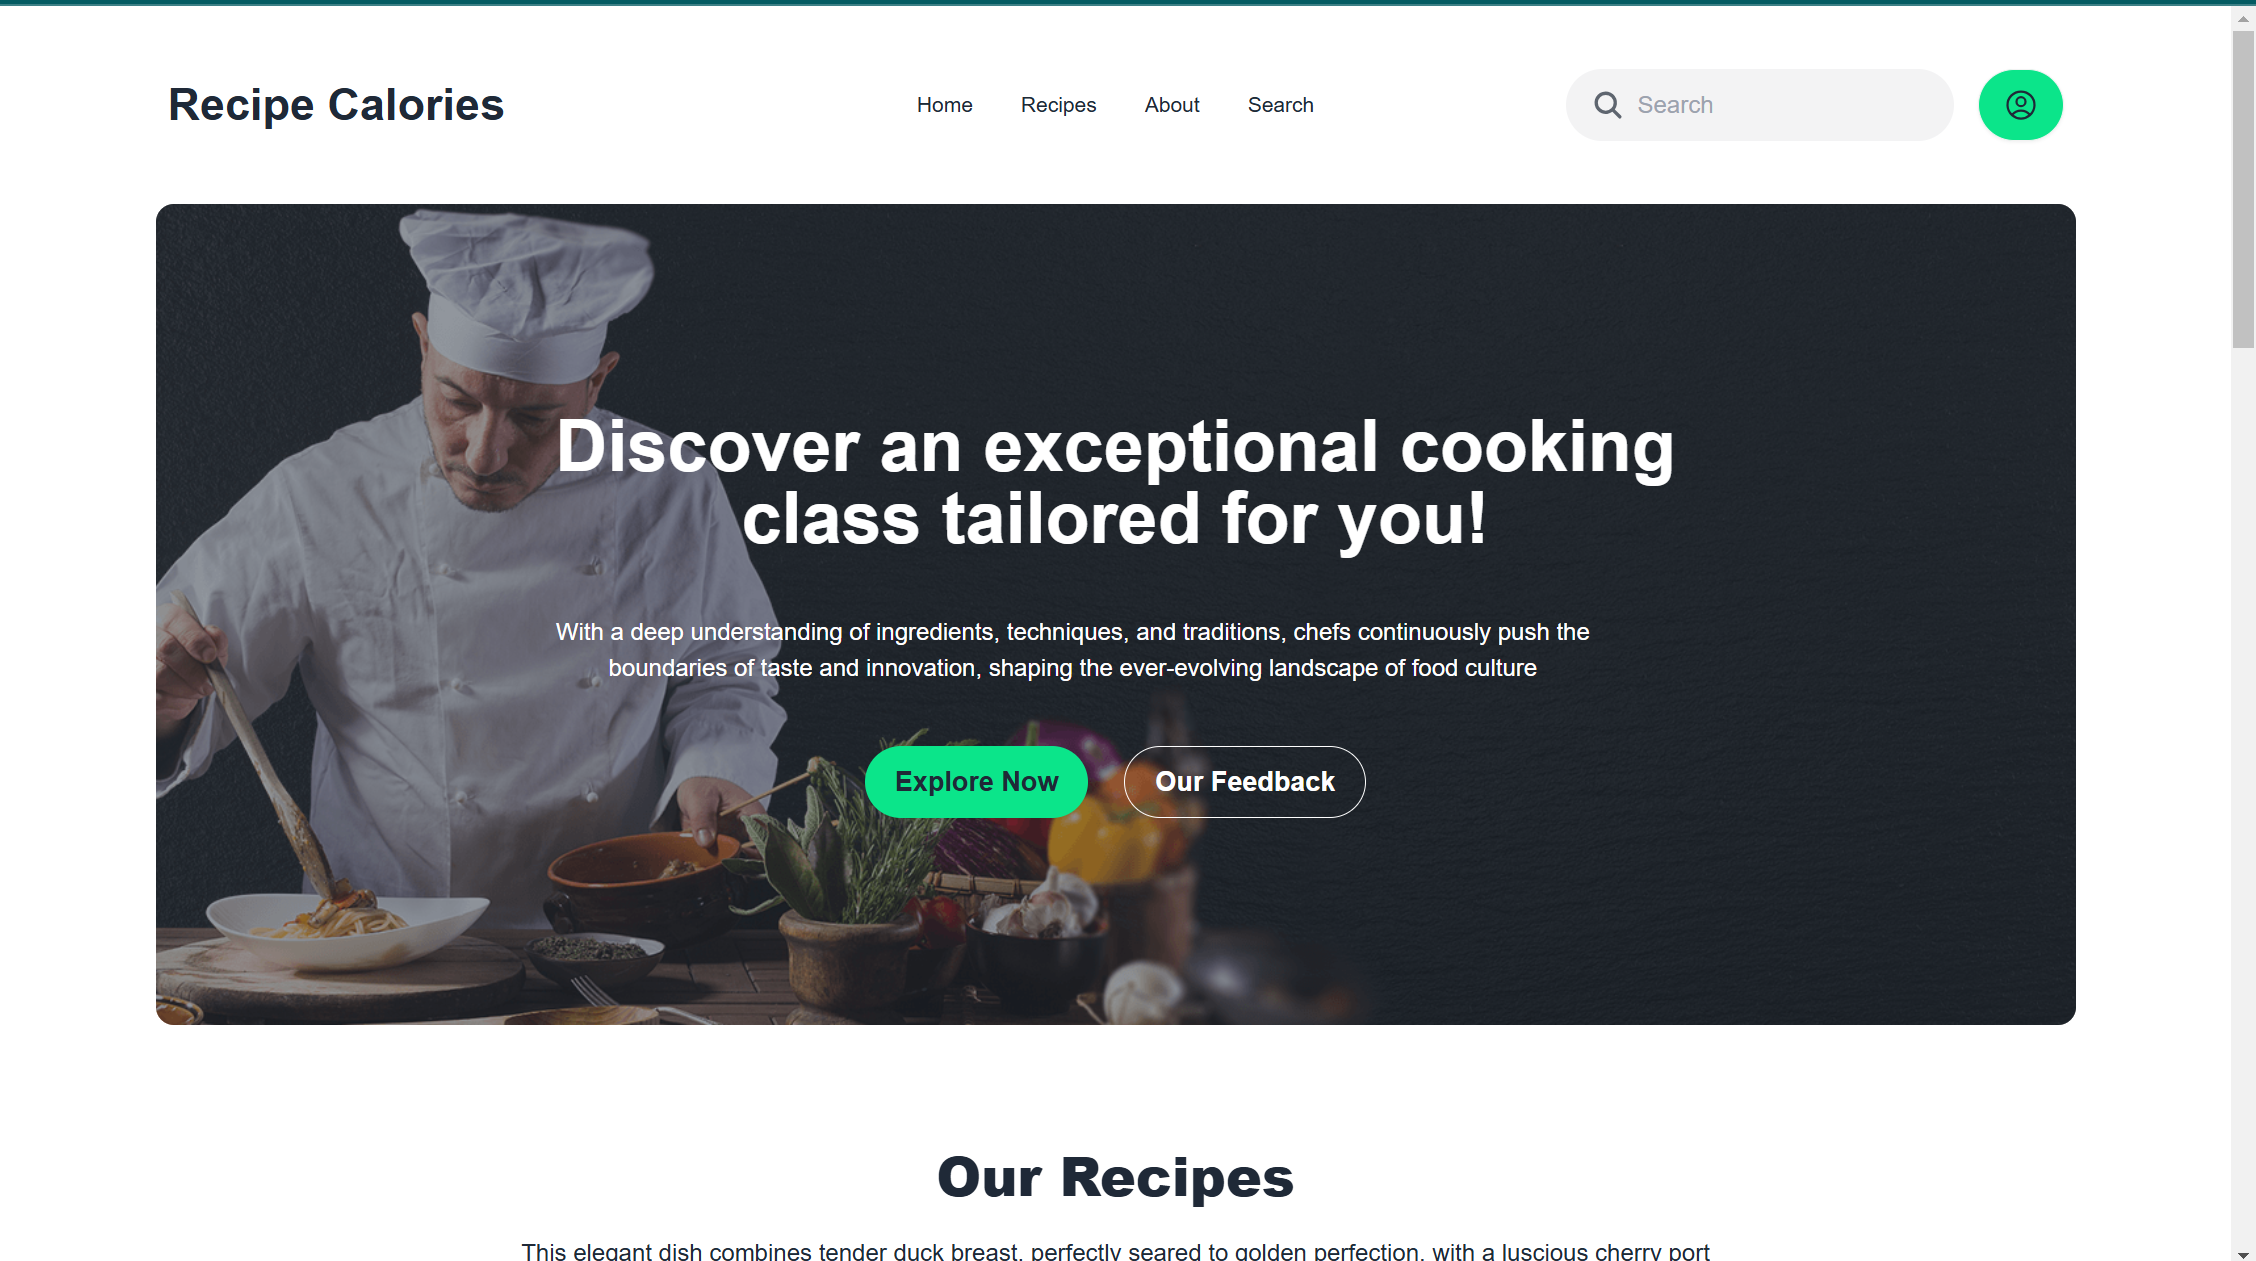 Recipe Calories
Home Recipes About Search
Search
Discover an exceptional cooking
class tailored for you!
With a deep understanding of ingredients, techniques, and traditions, chefs continuously push the
boundaries of taste and innovation, shaping the ever-evolving landscape of food culture
Explore Now
Our Feedback
Our Recipes
This elegant dish combines tender duck breast, perfectly seared to golden perfection, with a luscious cherry port